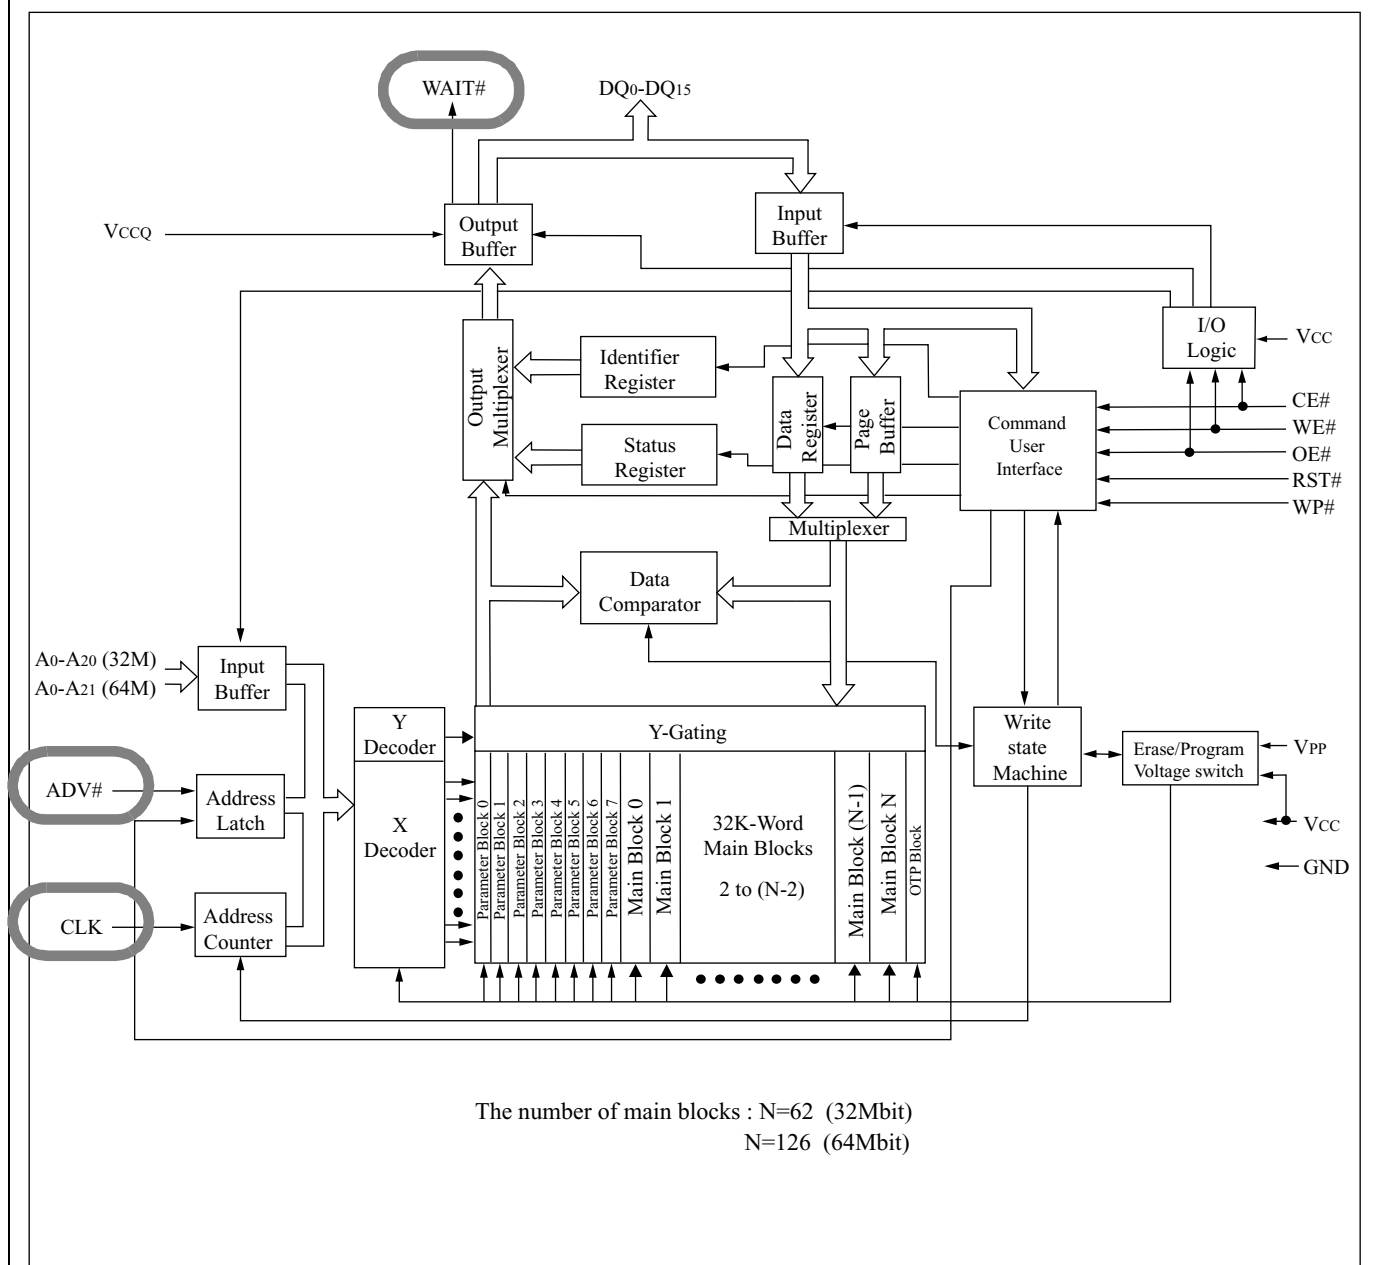 WAIT#
DQ0-DQ15
VCCQ
Output
Buffer
Input
Buffer
I/O
Logic
VCC
Output
Multiplexer
Identifier
Register
Data
Register
Page
Buffer
Command
User
Interface
CE#
WE#
OE#
RST#
WP#
Status
Register
Multiplexer
Data
Comparator
A0-A20 (32M)
A0-A21 (64M)
Input
Buffer
Y
Decoder
Y-Gating
Write
state
Machine
Erase/Program
Voltage switch
VPP
VCC
GND
ADV#
Address
Latch
X
Decoder
Parameter Block 0
Parameter Block 1
Parameter Block 2
Parameter Block 3
Parameter Block 4
Parameter Block 5
Parameter Block 6
Parameter Block 7
Main Block 0
Main Block 1
32K-Word
Main Blocks
2 to (N-2)
Main Block (N-1)
Main Block N
OTP Block
CLK
Address
Counter
The number of main blocks : N=62 (32Mbit)
N=126 (64Mbit)